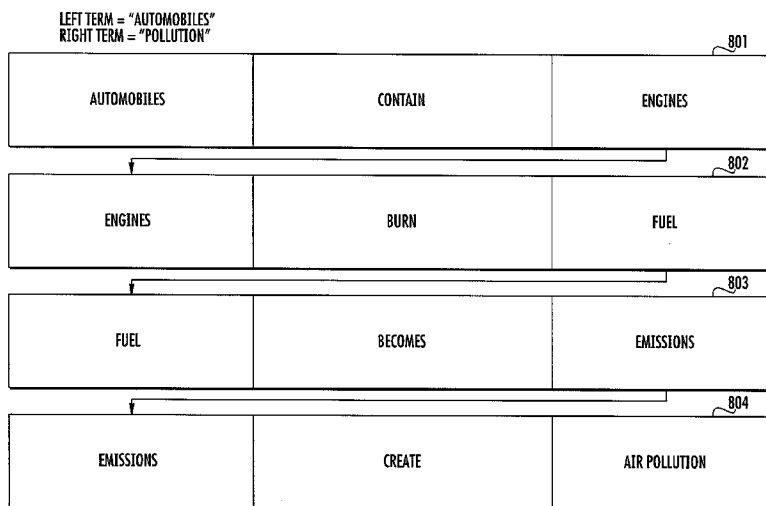 LEFT TERM = "AUTOMOBILES"
RIGHT TERM = "POLLUTION"
801
AUTOMOBILES CONTAIN ENGINES
802
ENGINES BURN FUEL
803
FUEL BECOMES EMISSIONS
804
EMISSIONS CREATE AIR POLLUTION